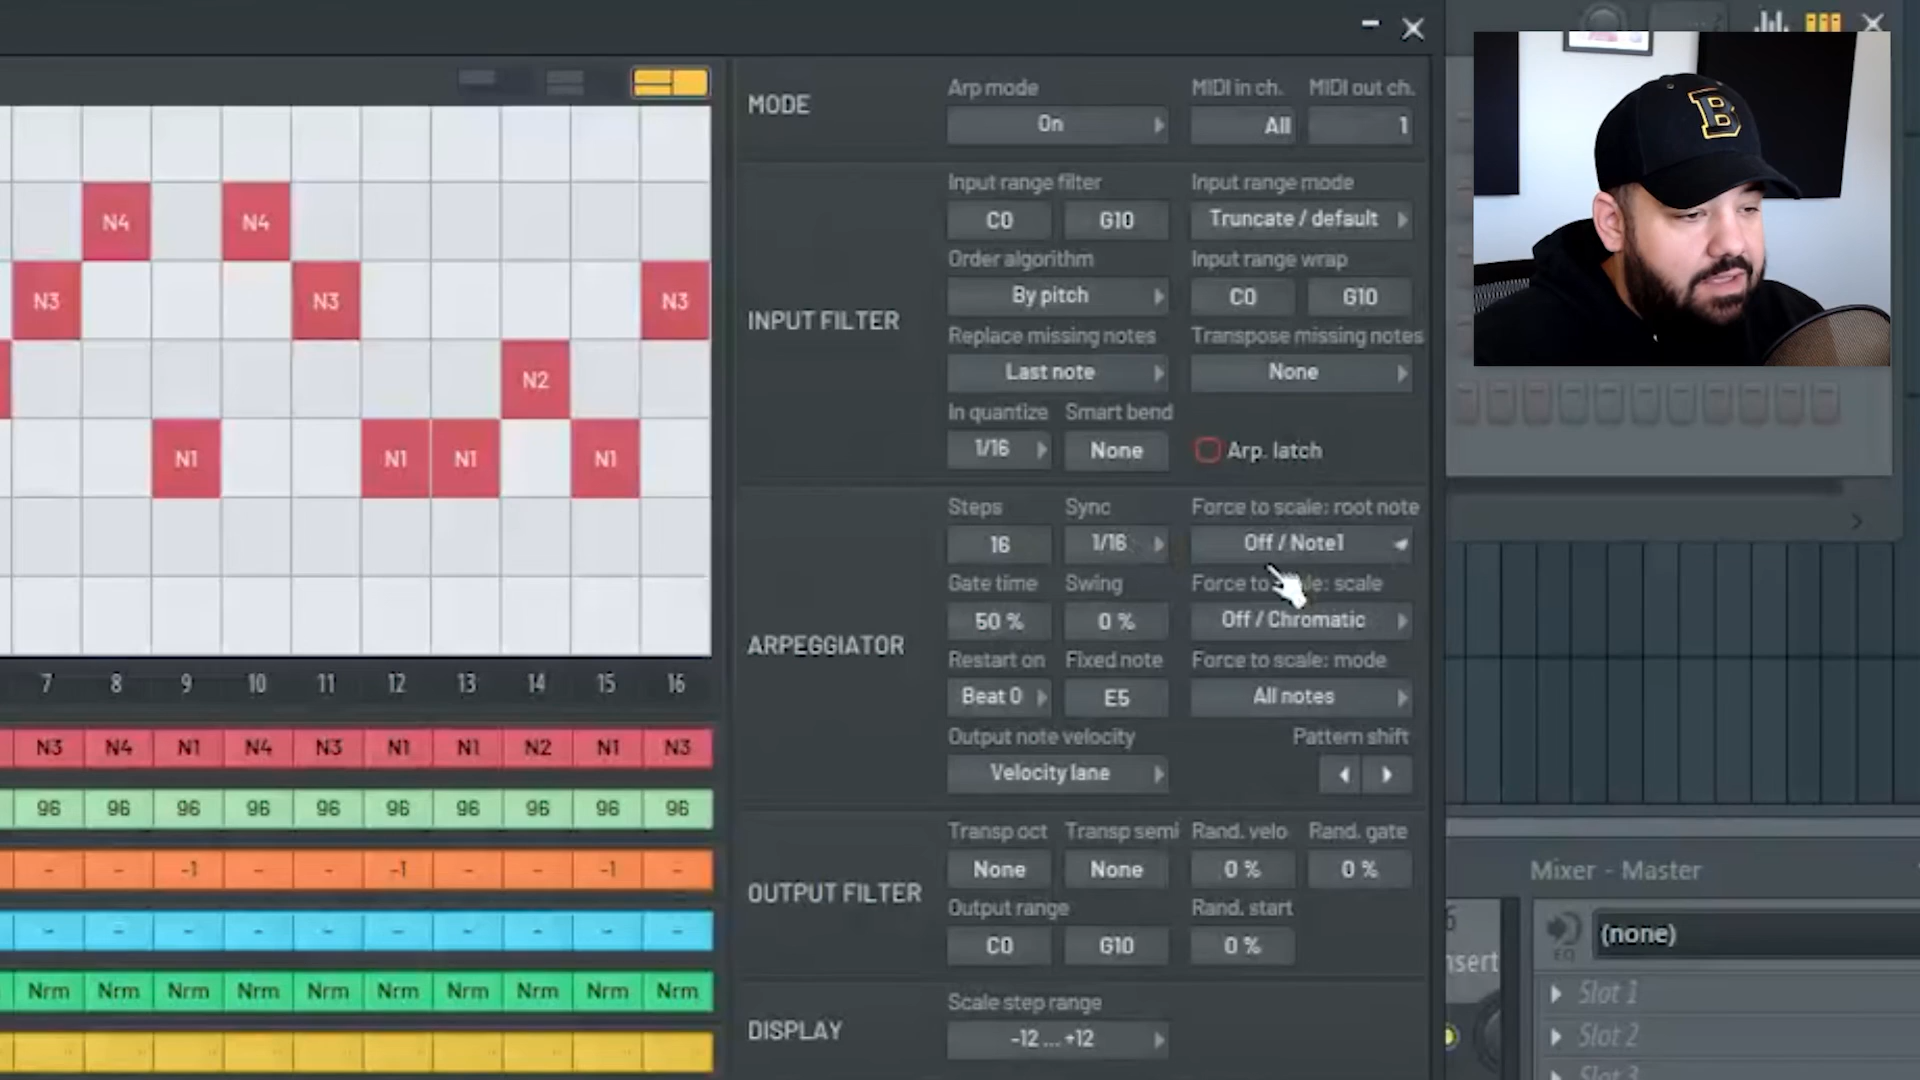 MODE
Arp mode
On
MIDI in ch.
All
MIDI out ch.
1
INPUT FILTER
Input range filter
C0 G10
Input range mode
Truncate / default
Order algorithm
By pitch
Input range wrap
C0 G10
Replace missing notes
Last note
Transpose missing notes
None
In quantize
1/16
Smart bend
None
Arp. latch
ARPEGGIATOR
Steps
16
Sync
1/16
Force to scale: root note
Off / Note1
Gate time
50 %
Swing
0 %
Off / Chromatic
Restart on
Beat 0
Fixed note
E5
Force to scale: mode
All notes
Output note velocity
Velocity lane
Pattern shift
OUTPUT FILTER
Transp oct
None
Transp semi
None
Rand. velo
0 %
Rand. gate
0 %
Output range
C0 G10
Rand. start
0 %
DISPLAY
Scale step range
-12 ... +12
N4 N4
N3 N3 N3
N2
N1 N1 N1 N1
7 8 9 10 11 12 13 14 15 16
N3 N4 N1 N4 N3 N1 N1 N2 N1 N3
96 96 96 96 96 96 96 96 96 96
- - -1 - - -1 - - -1 -
- - - - - - - - - -
Nrm Nrm Nrm Nrm Nrm Nrm Nrm Nrm Nrm Nrm
B
Mixer - Master
(none)
EQ
Slot 1
Slot 2
Slot 3